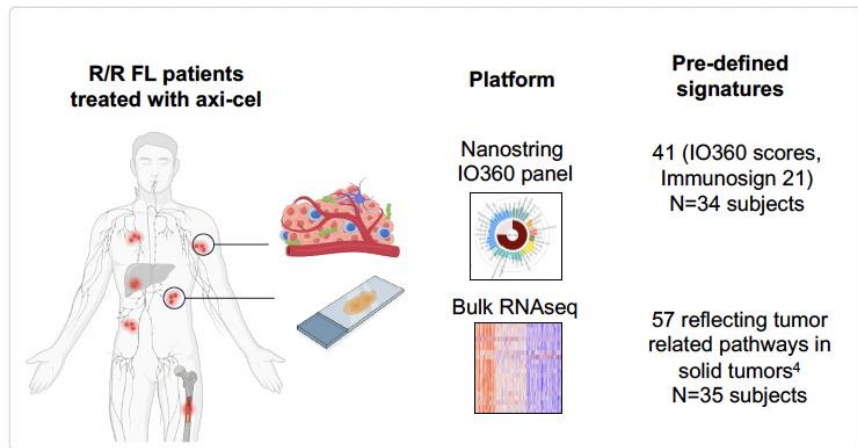 R/R FL patients
treated with axi-cel
Platform
Pre-defined
signatures
Nanostring
IO360 panel
41 (IO360 scores,
Immunosign 21)
N=34 subjects
Bulk RNAseq
57 reflecting tumor
related pathways in
solid tumors4
N=35 subjects